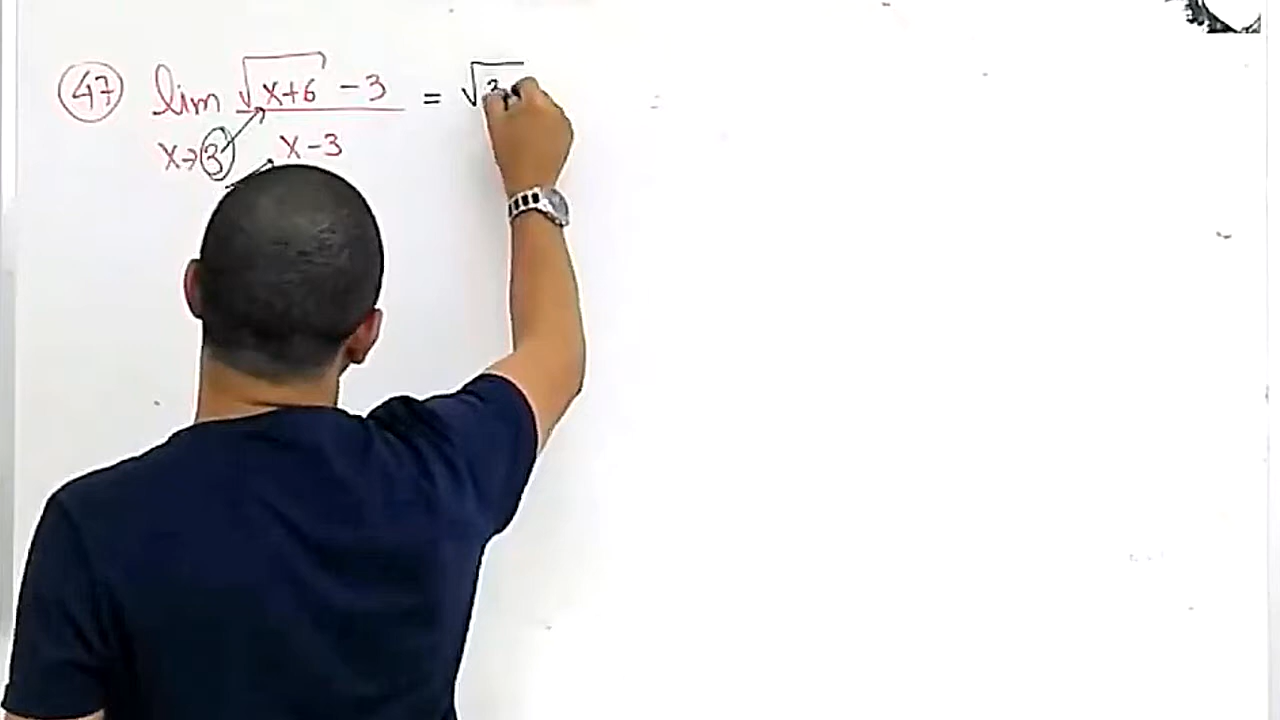 47 lim √x+6 - 3 = √3
x→3 x-3